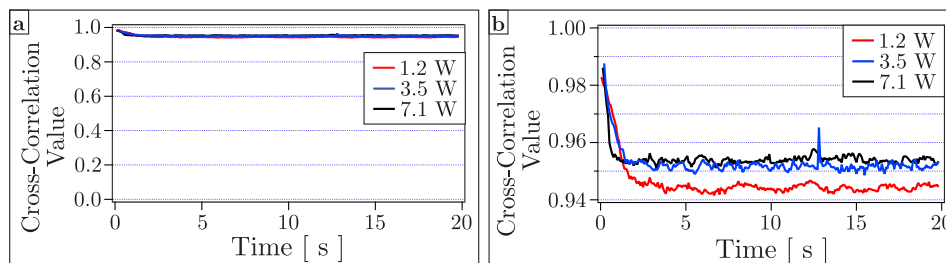 a
Cross-Correlation
Value
1.0
0.8
0.6
0.4
0.2
0.0
0
5
10
15
20
Time [ s ]
1.2 W
3.5 W
7.1 W
b
Cross-Correlation
Value
1.00
0.98
0.96
0.94
0
5
10
15
20
Time [ s ]
1.2 W
3.5 W
7.1 W